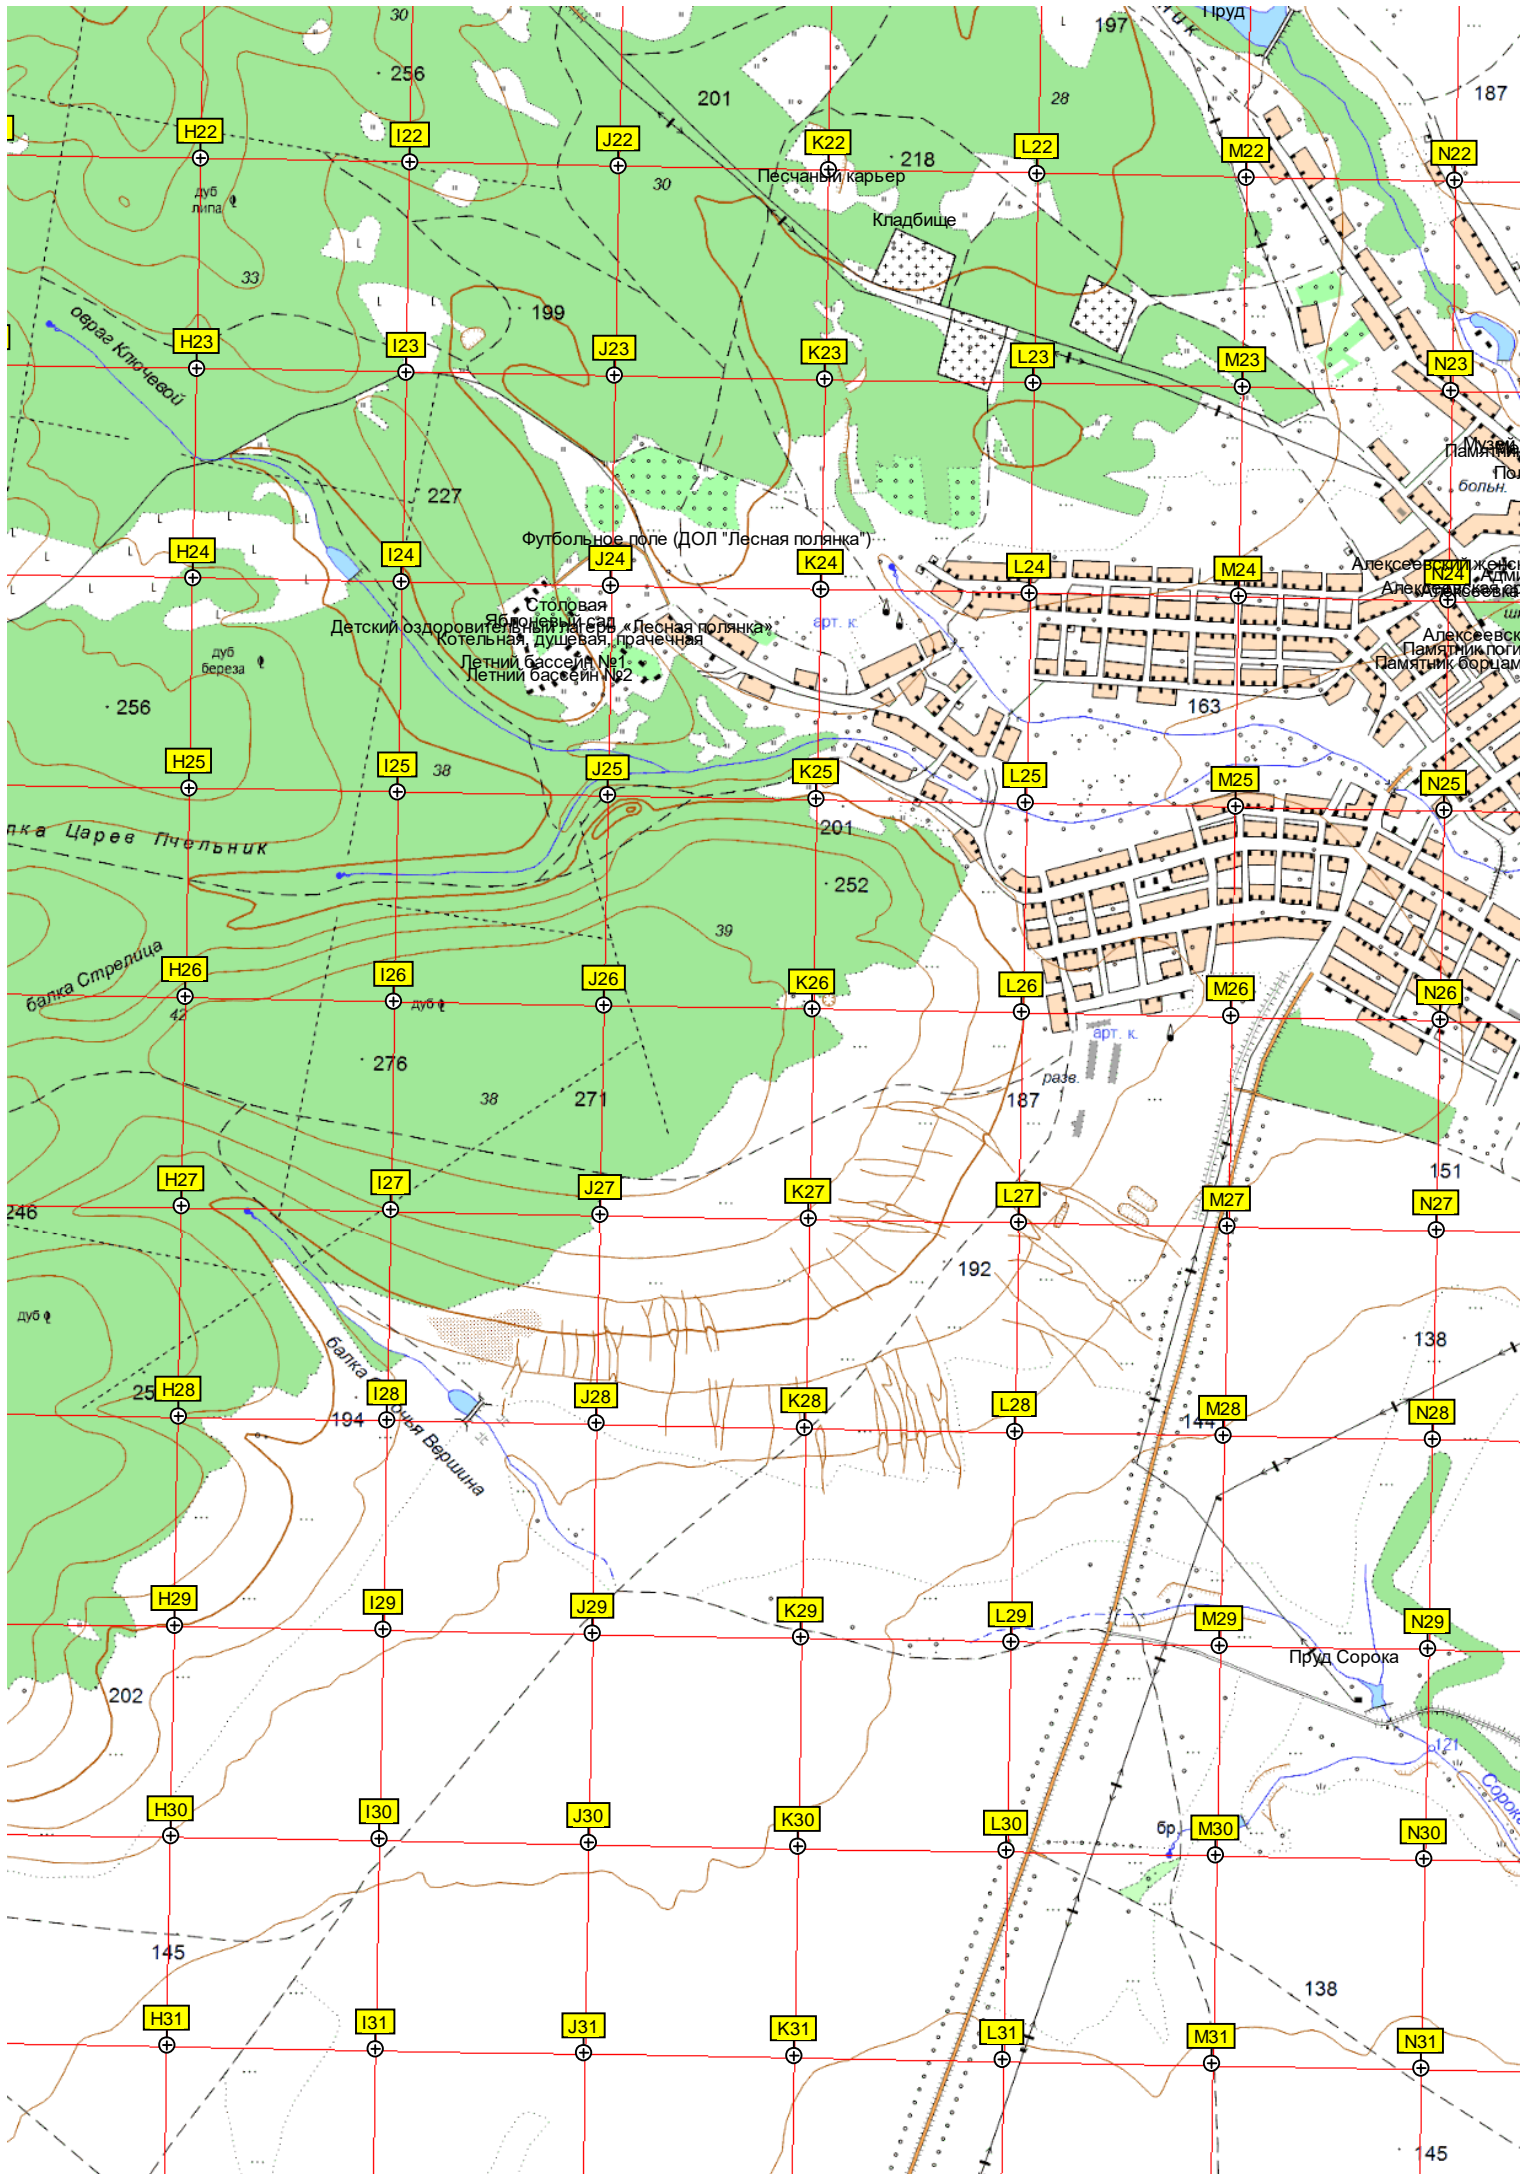 30
197
Пруд
256
201
28
187
H22
I22
J22
K22
218
L22
M22
N22
30
Песчаный карьер
дуб
липа
Кладбище
33
199
овраг Ключевой
H23
I23
J23
K23
L23
M23
N23
227
больн.
Футбольное поле (ДОЛ "Лесная полянка")
H24
I24
J24
K24
L24
M24
N24
Столовая
Яблоневый сад
арт. к.
Детский оздоровительный лагерь «Лесная полянка»
Котельная, душевая, прачечная
дуб
береза
Летний бассейн №1
Летний бассейн №2
Памятник борцам
256
163
H25
I25
38
J25
K25
L25
M25
N25
201
Царев Пчельник
252
39
балка Стрелица
H26
I26
J26
K26
L26
M26
N26
дуб
42
арт. к.
276
разв.
38
271
187
151
H27
I27
J27
K27
L27
M27
N27
246
192
дуб
138
балка
Вершина
H28
I28
J28
K28
L28
M28
N28
194
144
H29
I29
J29
K29
L29
M29
N29
Пруд Сорока
202
121
Сорока
H30
I30
J30
K30
L30
бр.
M30
N30
145
138
H31
I31
J31
K31
L31
M31
N31
145